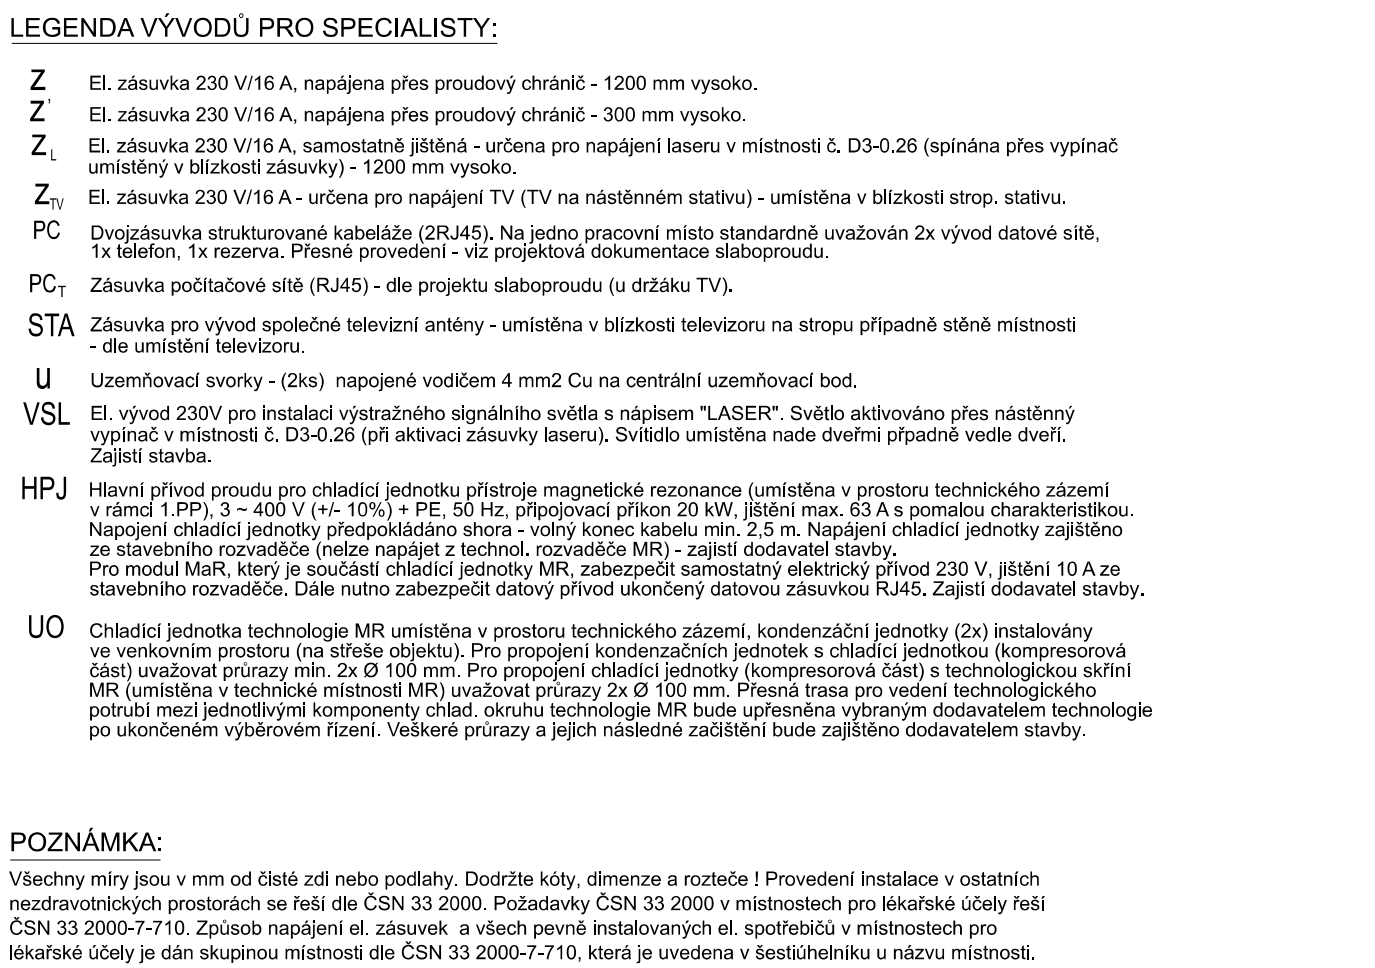 LEGENDA VÝVODŮ PRO SPECIALISTY:
Z El. zásuvka 230 V/16 A, napájena přes proudový chránič - 1200 mm vysoko.
Z' El. zásuvka 230 V/16 A, napájena přes proudový chránič - 300 mm vysoko.
Z L El. zásuvka 230 V/16 A, samostatně jištěná - určena pro napájení laseru v místnosti č. D3-0.26 (spínána přes vypínač
umístěný v blízkosti zásuvky) - 1200 mm vysoko.
Z TV El. zásuvka 230 V/16 A - určena pro napájení TV (TV na nástěnném stativu) - umístěna v blízkosti strop. stativu.
PC Dvojzásuvka strukturované kabeláže (2RJ45). Na jedno pracovní místo standardně uvažován 2x vývod datové sítě,
1x telefon, 1x rezerva. Přesné provedení - viz projektová dokumentace slaboproudu.
PC T Zásuvka počítačové sítě (RJ45) - dle projektu slaboproudu (u držáku TV).
STA Zásuvka pro vývod společné televizní antény - umístěna v blízkosti televizoru na stropu případně stěně místnosti
- dle umístění televizoru.
u Uzemňovací svorky - (2ks) napojené vodičem 4 mm2 Cu na centrální uzemňovací bod.
VSL El. vývod 230V pro instalaci výstražného signálního světla s nápisem "LASER". Světlo aktivováno přes nástěnný
vypínač v místnosti č. D3-0.26 (při aktivaci zásuvky laseru). Svítidlo umístěna nade dveřmi přpadně vedle dveří.
Zajistí stavba.
HPJ Hlavní přívod proudu pro chladící jednotku přístroje magnetické rezonance (umístěna v prostoru technického zázemí
v rámci 1.PP), 3 ~ 400 V (+/- 10%) + PE, 50 Hz, připojovací příkon 20 kW, jištění max. 63 A s pomalou charakteristikou.
Napojení chladící jednotky předpokládáno shora - volný konec kabelu min. 2,5 m. Napájení chladící jednotky zajištěno
ze stavebního rozvaděče (nelze napájet z technol. rozvaděče MR) - zajistí dodavatel stavby.
Pro modul MaR, který je součástí chladící jednotky MR, zabezpečit samostatný elektrický přívod 230 V, jištění 10 A ze
stavebního rozvaděče. Dále nutno zabezpečit datový přívod ukončený datovou zásuvkou RJ45. Zajistí dodavatel stavby.
UO Chladící jednotka technologie MR umístěna v prostoru technického zázemí, kondenzáční jednotky (2x) instalovány
ve venkovním prostoru (na střeše objektu). Pro propojení kondenzačních jednotek s chladící jednotkou (kompresorová
část) uvažovat průrazy min. 2x Ø 100 mm. Pro propojení chladící jednotky (kompresorová část) s technologickou skříní
MR (umístěna v technické místnosti MR) uvažovat průrazy 2x Ø 100 mm. Přesná trasa pro vedení technologického
potrubí mezi jednotlivými komponenty chlad. okruhu technologie MR bude upřesněna vybraným dodavatelem technologie
po ukončeném výběrovém řízení. Veškeré průrazy a jejich následné začištění bude zajištěno dodavatelem stavby.
POZNÁMKA:
Všechny míry jsou v mm od čisté zdi nebo podlahy. Dodržte kóty, dimenze a rozteče ! Provedení instalace v ostatních
nezdravotnických prostorách se řeší dle ČSN 33 2000. Požadavky ČSN 33 2000 v místnostech pro lékařské účely řeší
ČSN 33 2000-7-710. Způsob napájení el. zásuvek a všech pevně instalovaných el. spotřebičů v místnostech pro
lékařské účely je dán skupinou místnosti dle ČSN 33 2000-7-710, která je uvedena v šestiúhelníku u názvu místnosti.